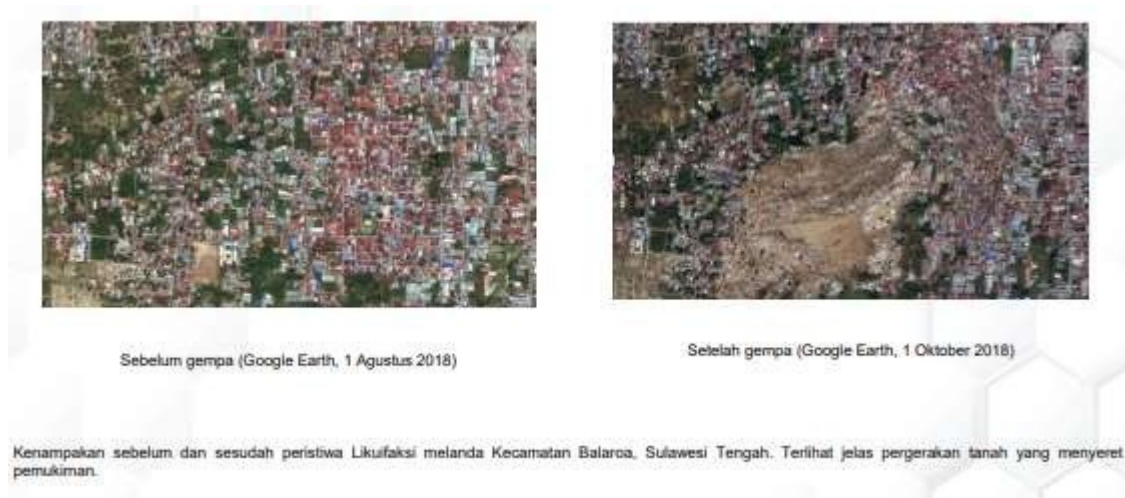 Sebelum gempa (Google Earth, 1 Agustus 2018)
Setelah gempa (Google Earth, 1 Oktober 2018)
Kenampakan sebelum dan sesudah peristiwa Likuifaksi melanda Kecamatan Balaroa, Sulawesi Tengah. Terlihat jelas pergerakan tanah yang menyeret
pemukiman.